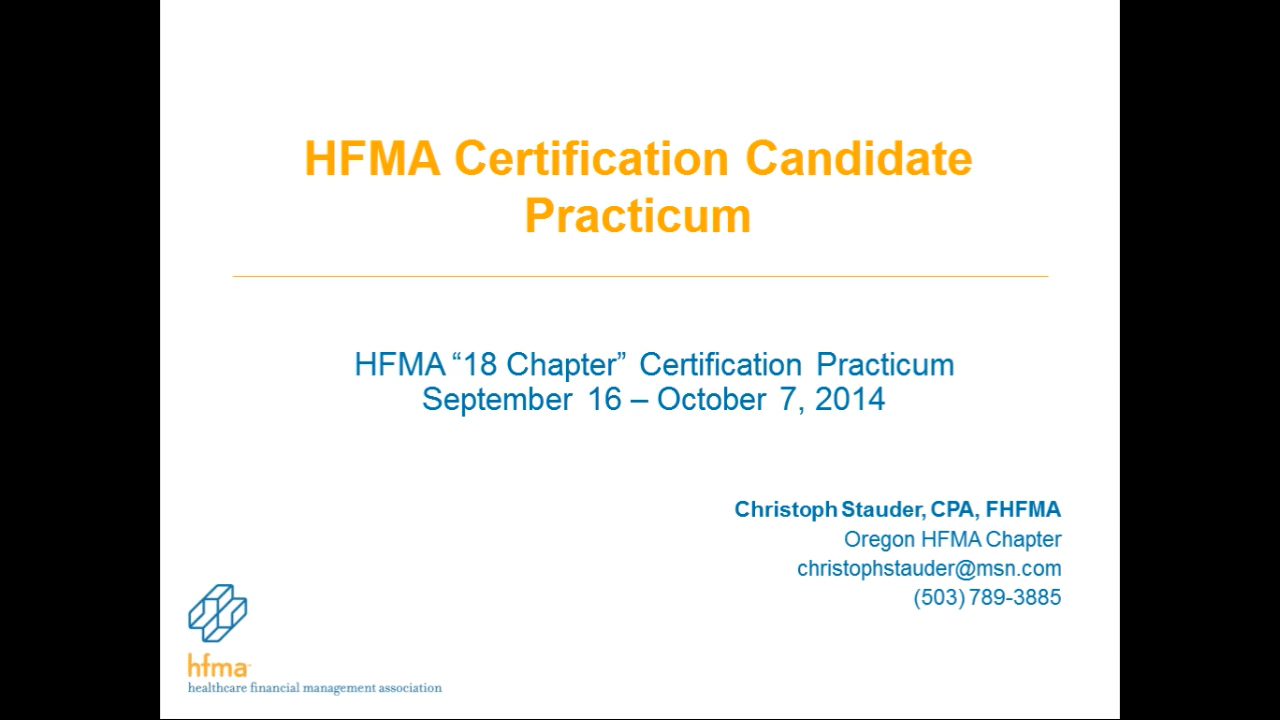 HFMA Certification Candidate
Practicum
HFMA “18 Chapter” Certification Practicum
September 16 – October 7, 2014
Christoph Stauder, CPA, FHFMA
Oregon HFMA Chapter
christophstauder@msn.com
(503) 789-3885
hfma
healthcare financial management association